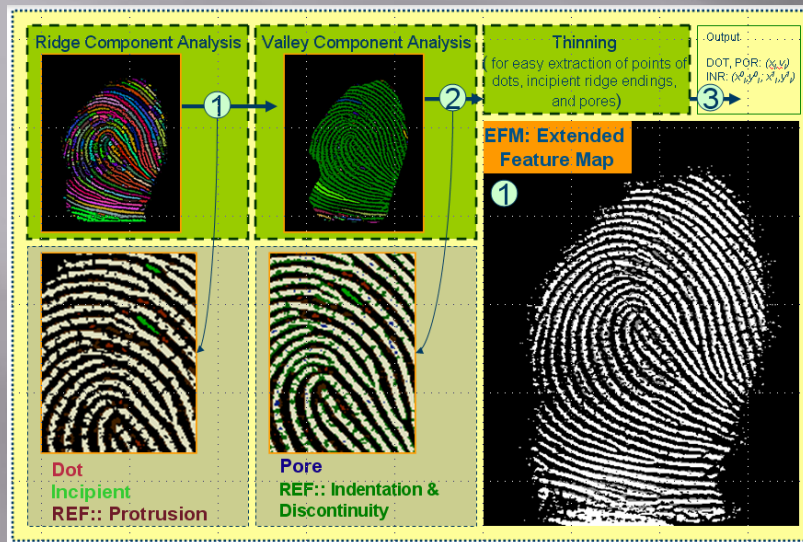 Ridge Component Analysis
1
Valley Component Analysis
2
Thinning
( for easy extraction of points of
dots, incipient ridge endings,
and pores)
3
Output
DOT, POR:
INR:
EFM: Extended
Feature Map
1
Dot
Incipient
REF:: Protrusion
Pore
REF:: Indentation &
Discontinuity